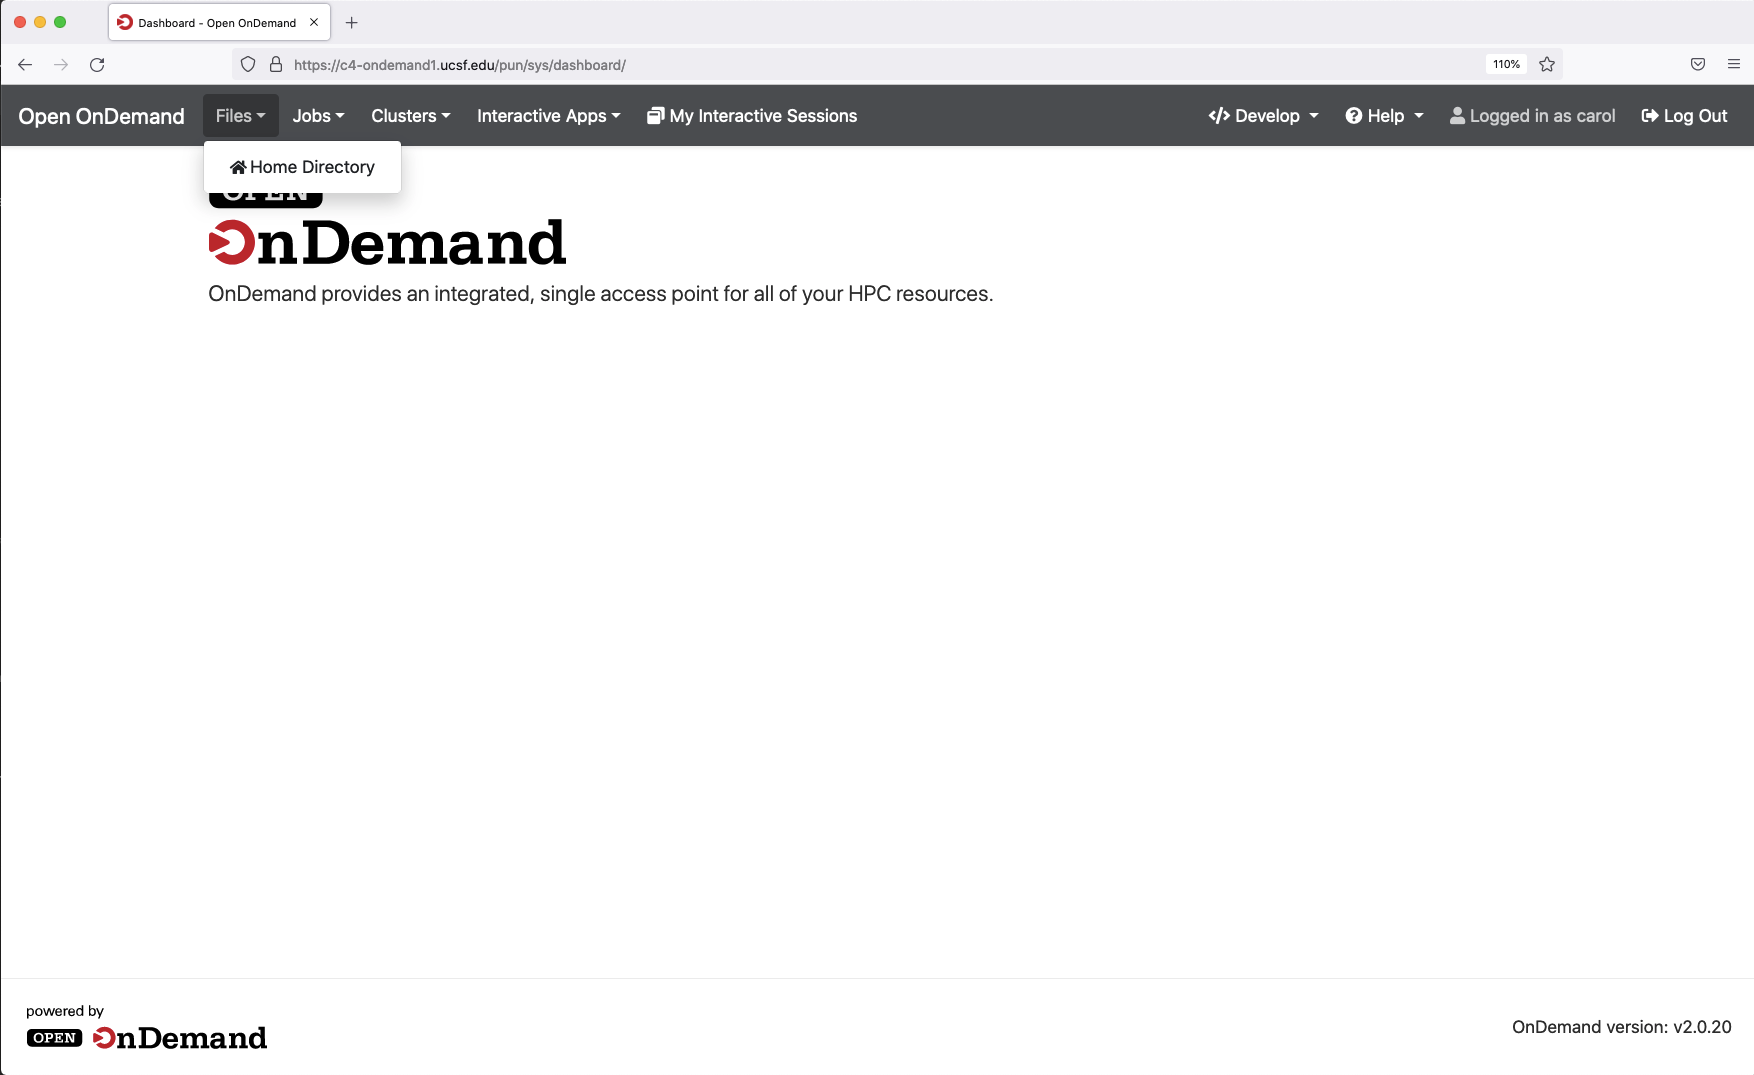 Dashboard - Open OnDemand
https://c4-ondemand1.ucsf.edu/pun/sys/dashboard/
110%
Open OnDemand Files Jobs Clusters Interactive Apps My Interactive Sessions Develop Help Logged in as carol Log Out
Home Directory
OPEN
OnDemand
OnDemand provides an integrated, single access point for all of your HPC resources.
powered by
OPEN OnDemand
OnDemand version: v2.0.20